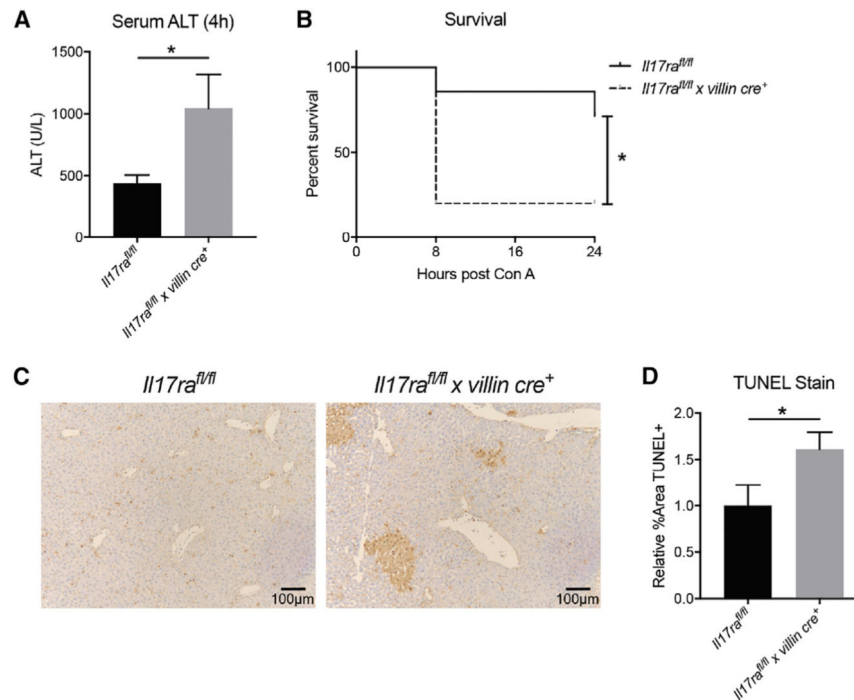 A
Serum ALT (4h)
*
1500
1000
500
0
ALT (U/L)
Il17ra^fl/fl
Il17ra^fl/fl x villin cre^+
B
Survival
100
50
0
Percent survival
0 8 16 24
Hours post Con A
Il17ra^fl/fl
Il17ra^fl/fl x villin cre^+
*
C
Il17ra^fl/fl
Il17ra^fl/fl x villin cre^+
100µm
100µm
D
TUNEL Stain
*
2.0
1.5
1.0
0.5
0.0
Relative %Area TUNEL+
Il17ra^fl/fl
Il17ra^fl/fl x villin cre^+